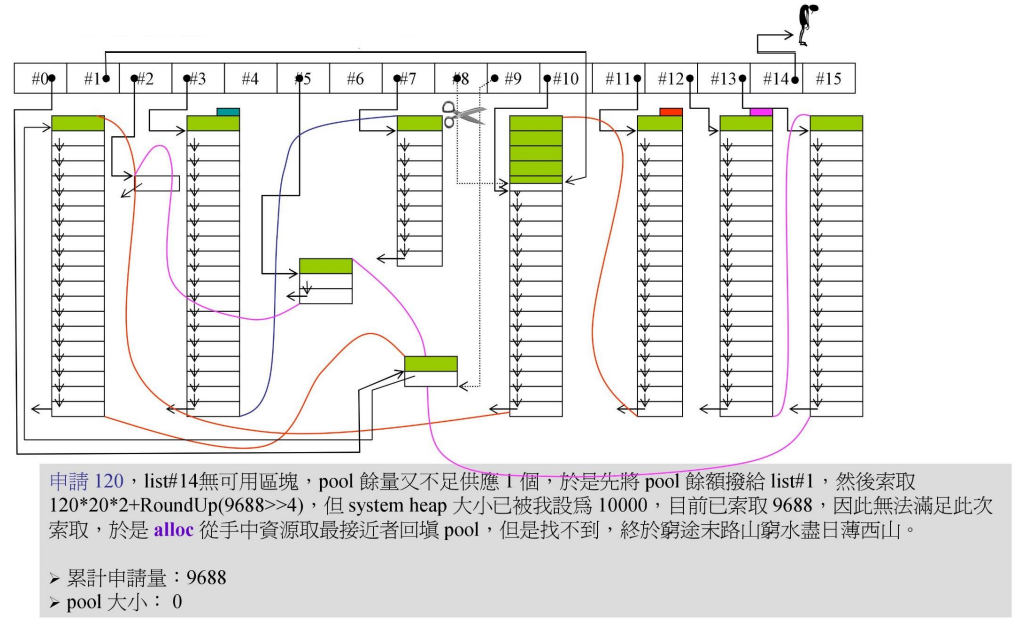 #0 #1 #2 #3 #4 #5 #6 #7 #8 #9 #10 #11 #12 #13 #14 #15
申請 120，list#14無可用區塊，pool 餘量又不足供應 1 個，於是先將 pool 餘額撥給 list#1，然後索取
120*20*2+RoundUp(9688>>4)，但 system heap 大小已被我設為 10000，目前已索取 9688，因此無法滿足此次
索取，於是 alloc 從手中資源取最接近者回填 pool，但是找不到，終於窮途末路山窮水盡日薄西山。
➢ 累計申請量：9688
➢ pool 大小： 0